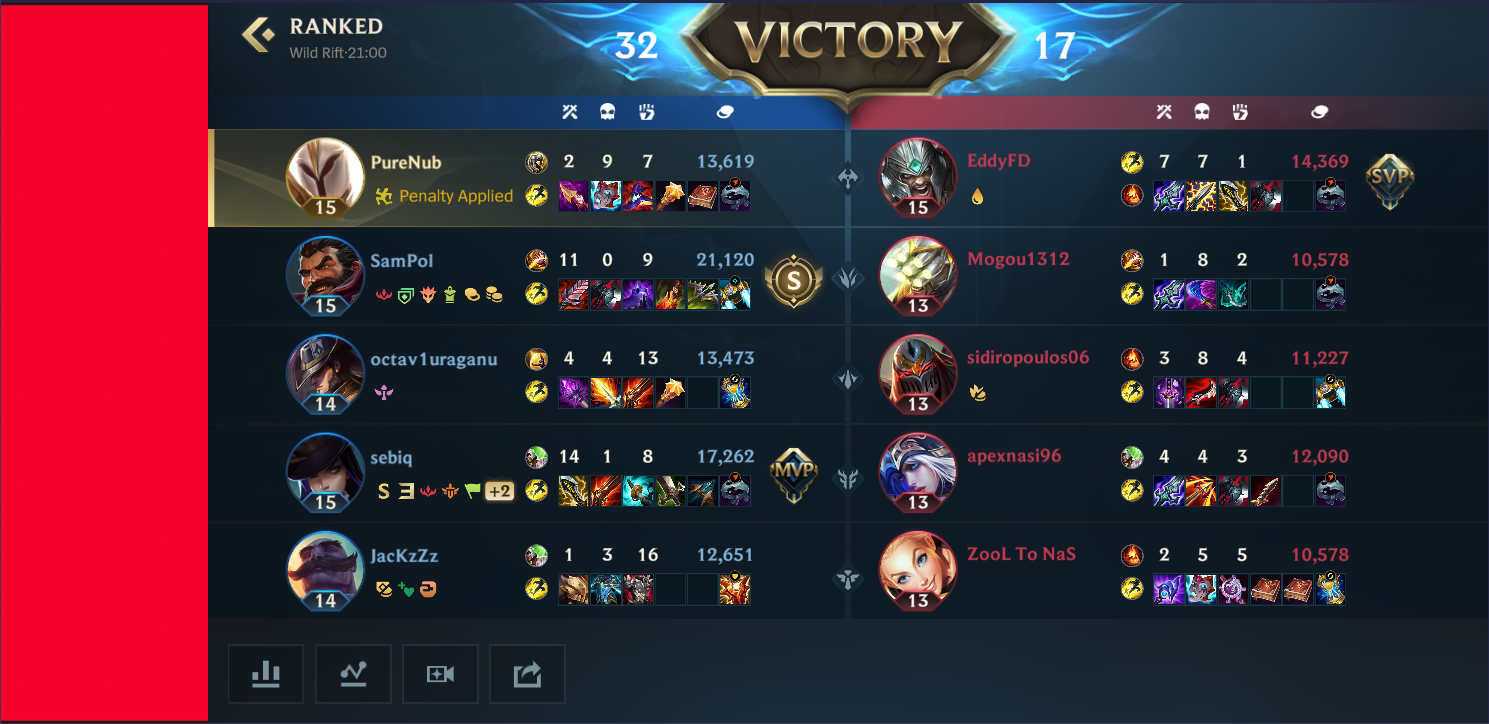 RANKED
Wild Rift·21:00
32
VICTORY
17
PureNub
2 9 7 13,619
15
Penalty Applied
EddyFD
7 7 1 14,369
15
SVP
SamPol
11 0 9 21,120
15
S
Mogou1312
1 8 2 10,578
13
octav1uraganu
4 4 13 13,473
14
sidiropoulos06
3 8 4 11,227
13
sebiq
14 1 8 17,262
15
S
+2
MVP
apexnasi96
4 4 3 12,090
13
JacKzZz
1 3 16 12,651
14
ZooL To NaS
2 5 5 10,578
13